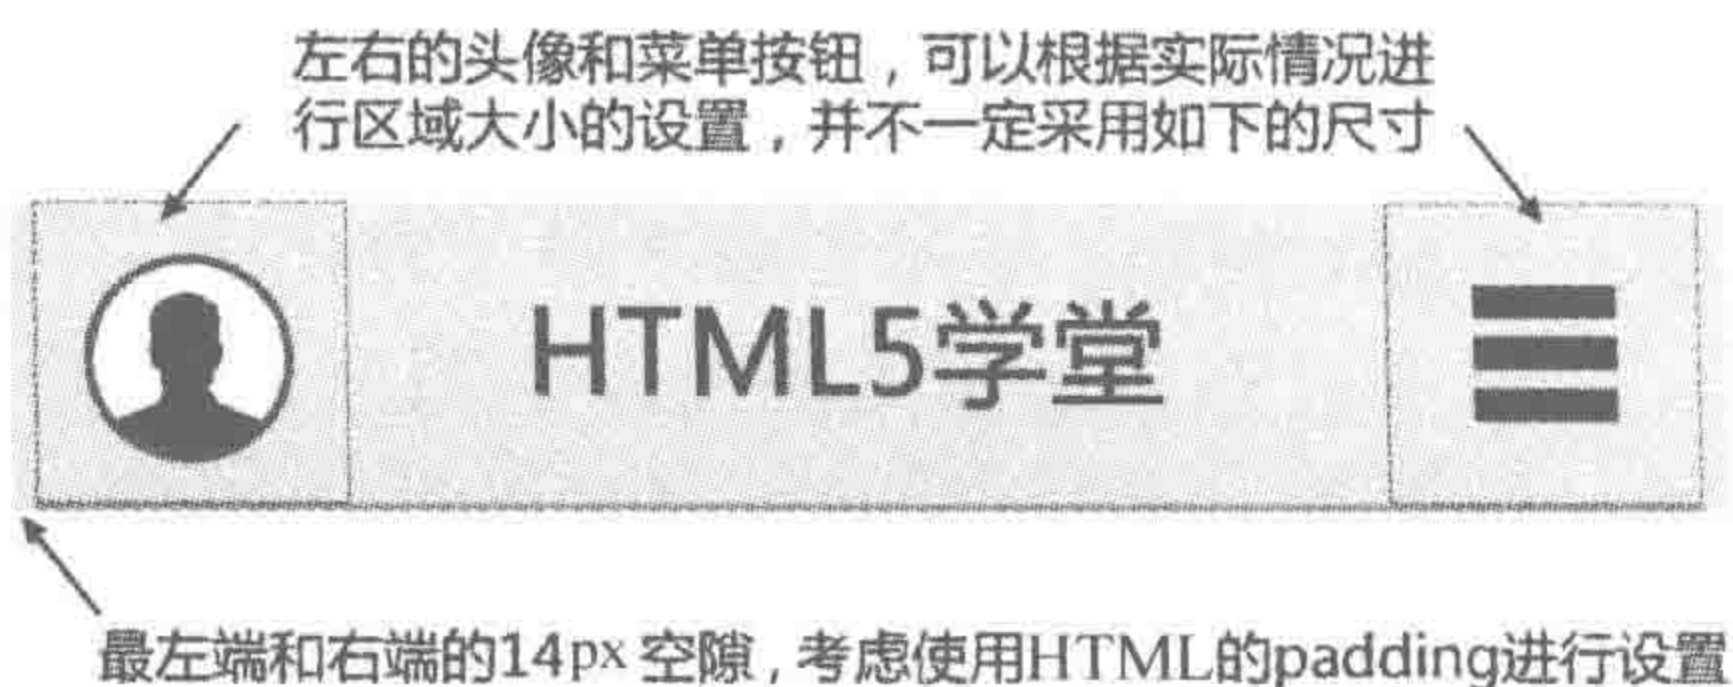 左右的头像和菜单按钮，可以根据实际情况进
行区域大小的设置，并不一定采用如下的尺寸
HTML5学堂
最左端和右端的14px 空隙，考虑使用HTML的padding进行设置